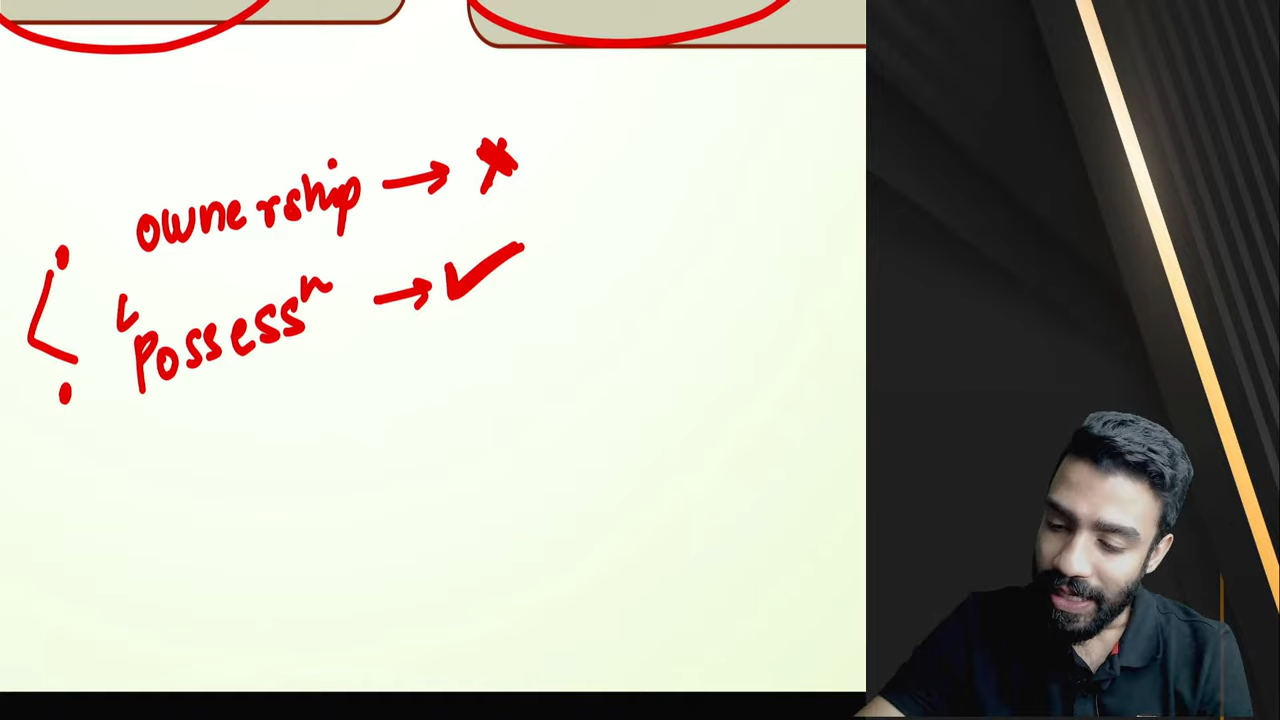 ownership → ✗
Possessⁿ → ✓